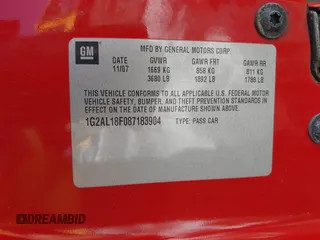 GM
MFD BY GENERAL MOTORS CORP.
DATE GVWR GAWR FRT GAWR RR
11/07 1669 KG 858 KG 811 KG
3680 LB 1892 LB 1788 LB
THIS VEHICLE CONFORMS TO ALL APPLICABLE U.S. FEDERAL MOTOR
VEHICLE SAFETY, BUMPER, AND THEFT PREVENTION STANDARDS
IN EFFECT ON THE DATE OF MANUFACTURE SHOWN ABOVE.
1G2AL18F087183904 TYPE: PASS CAR
DREAMBID